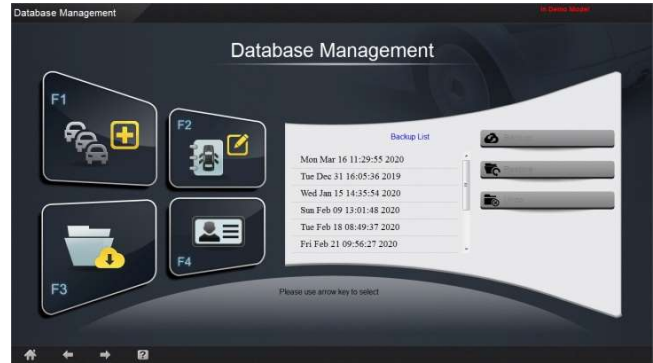 Database Management
In Demo Mode!
Database Management
F1
F2
F3
F4
Backup List
Mon Mar 16 11:29:55 2020
Tue Dec 31 16:05:36 2019
Wed Jan 15 14:35:54 2020
Sun Feb 09 13:01:48 2020
Tue Feb 18 08:49:37 2020
Fri Feb 21 09:56:27 2020
Please use arrow key to select